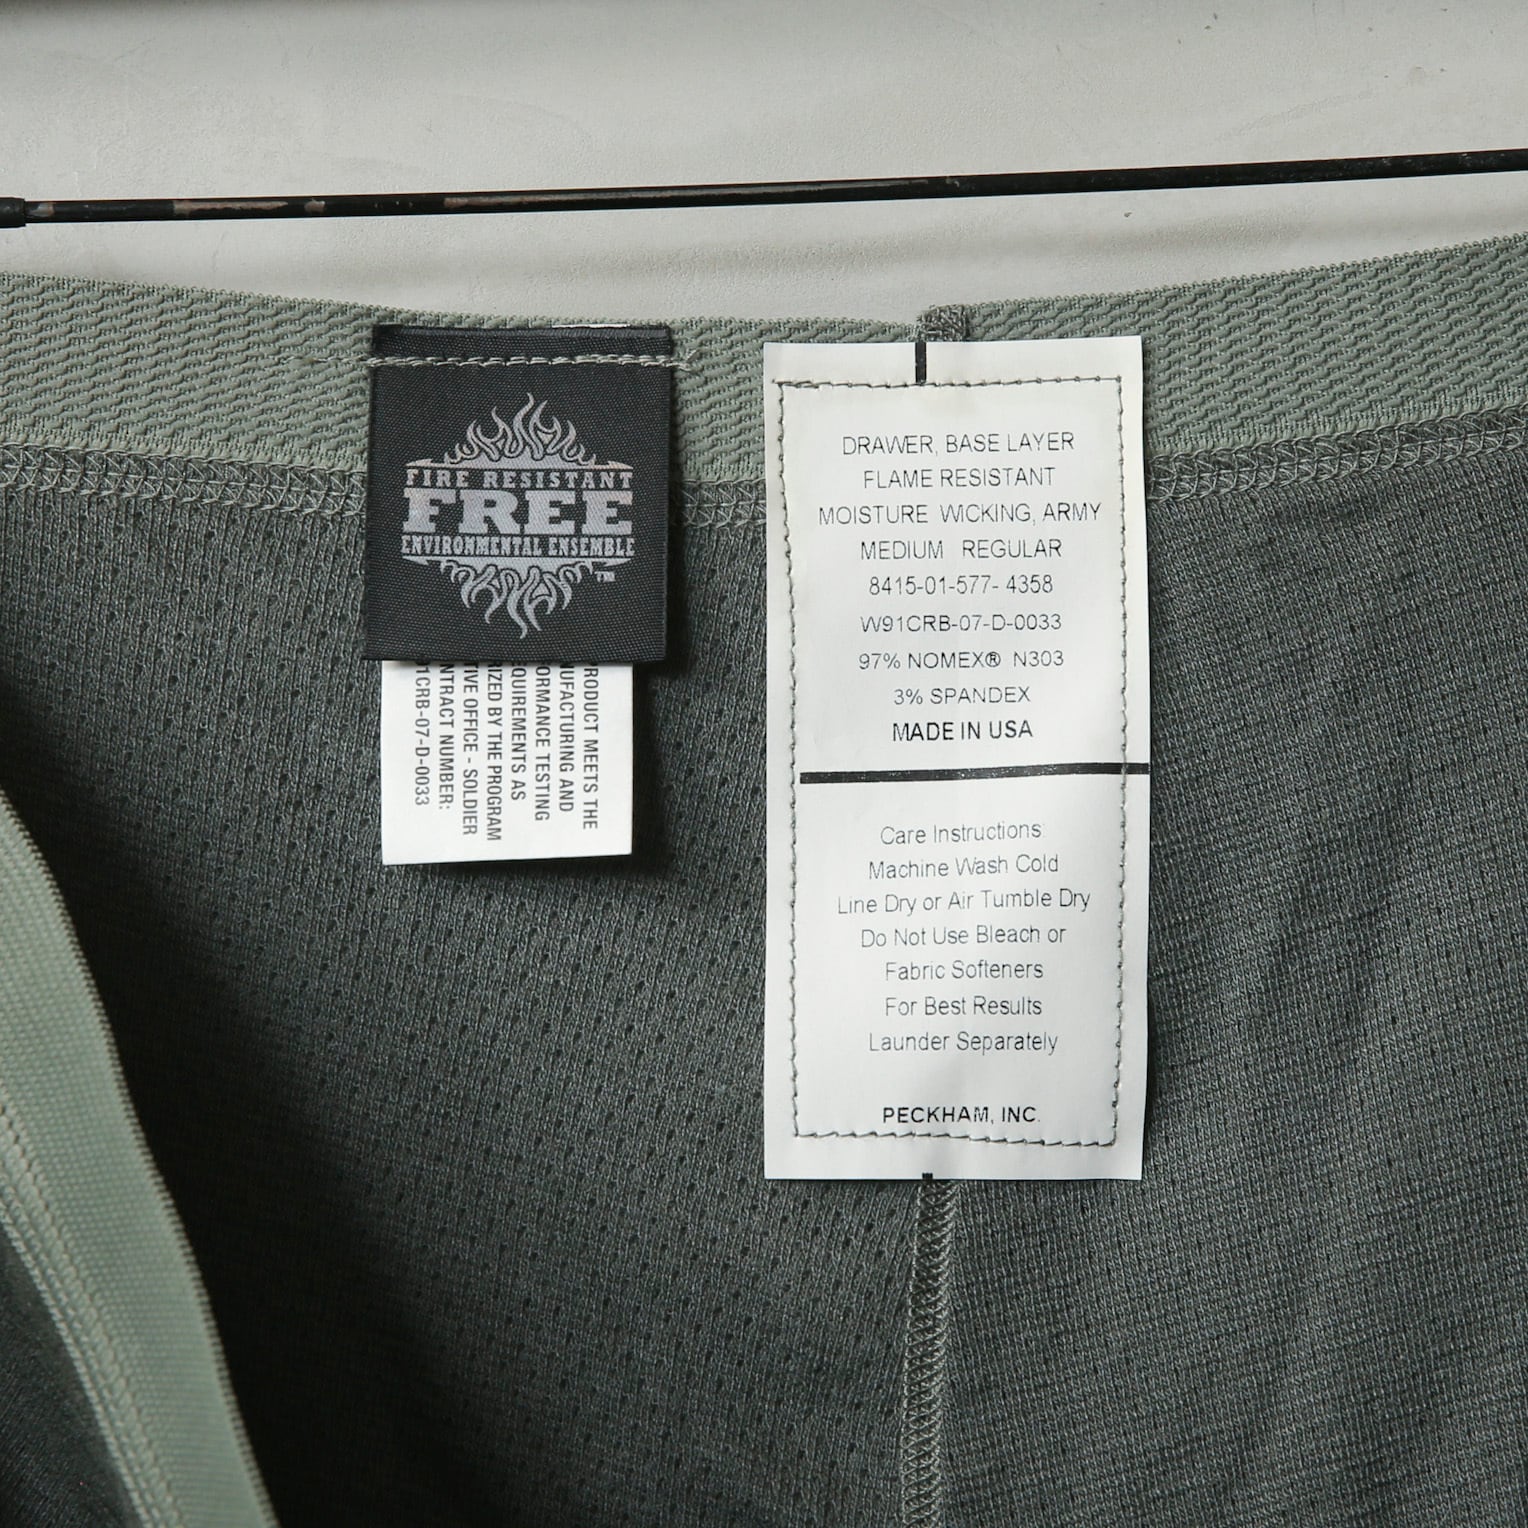 FIRE RESISTANT
FREE
ENVIRONMENTAL ENSEMBLE
™
PRODUCT MEETS THE
UFACTURING AND
ORMANCE TESTING
QUIREMENTS AS
RIZED BY THE PROGRAM
TIVE OFFICE - SOLDIER
NTRACT NUMBER:
1CRB-07-D-0033
DRAWER, BASE LAYER
FLAME RESISTANT
MOISTURE WICKING, ARMY
MEDIUM REGULAR
8415-01-577- 4358
W91CRB-07-D-0033
97% NOMEX® N303
3% SPANDEX
MADE IN USA
Care Instructions:
Machine Wash Cold
Line Dry or Air Tumble Dry
Do Not Use Bleach or
Fabric Softeners
For Best Results
Launder Separately
PECKHAM, INC.